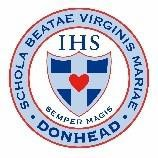 SCHOLA BEATAE VIRGINIS MARIAE
IHS
SEMPER MAGIS
• DONHEAD •